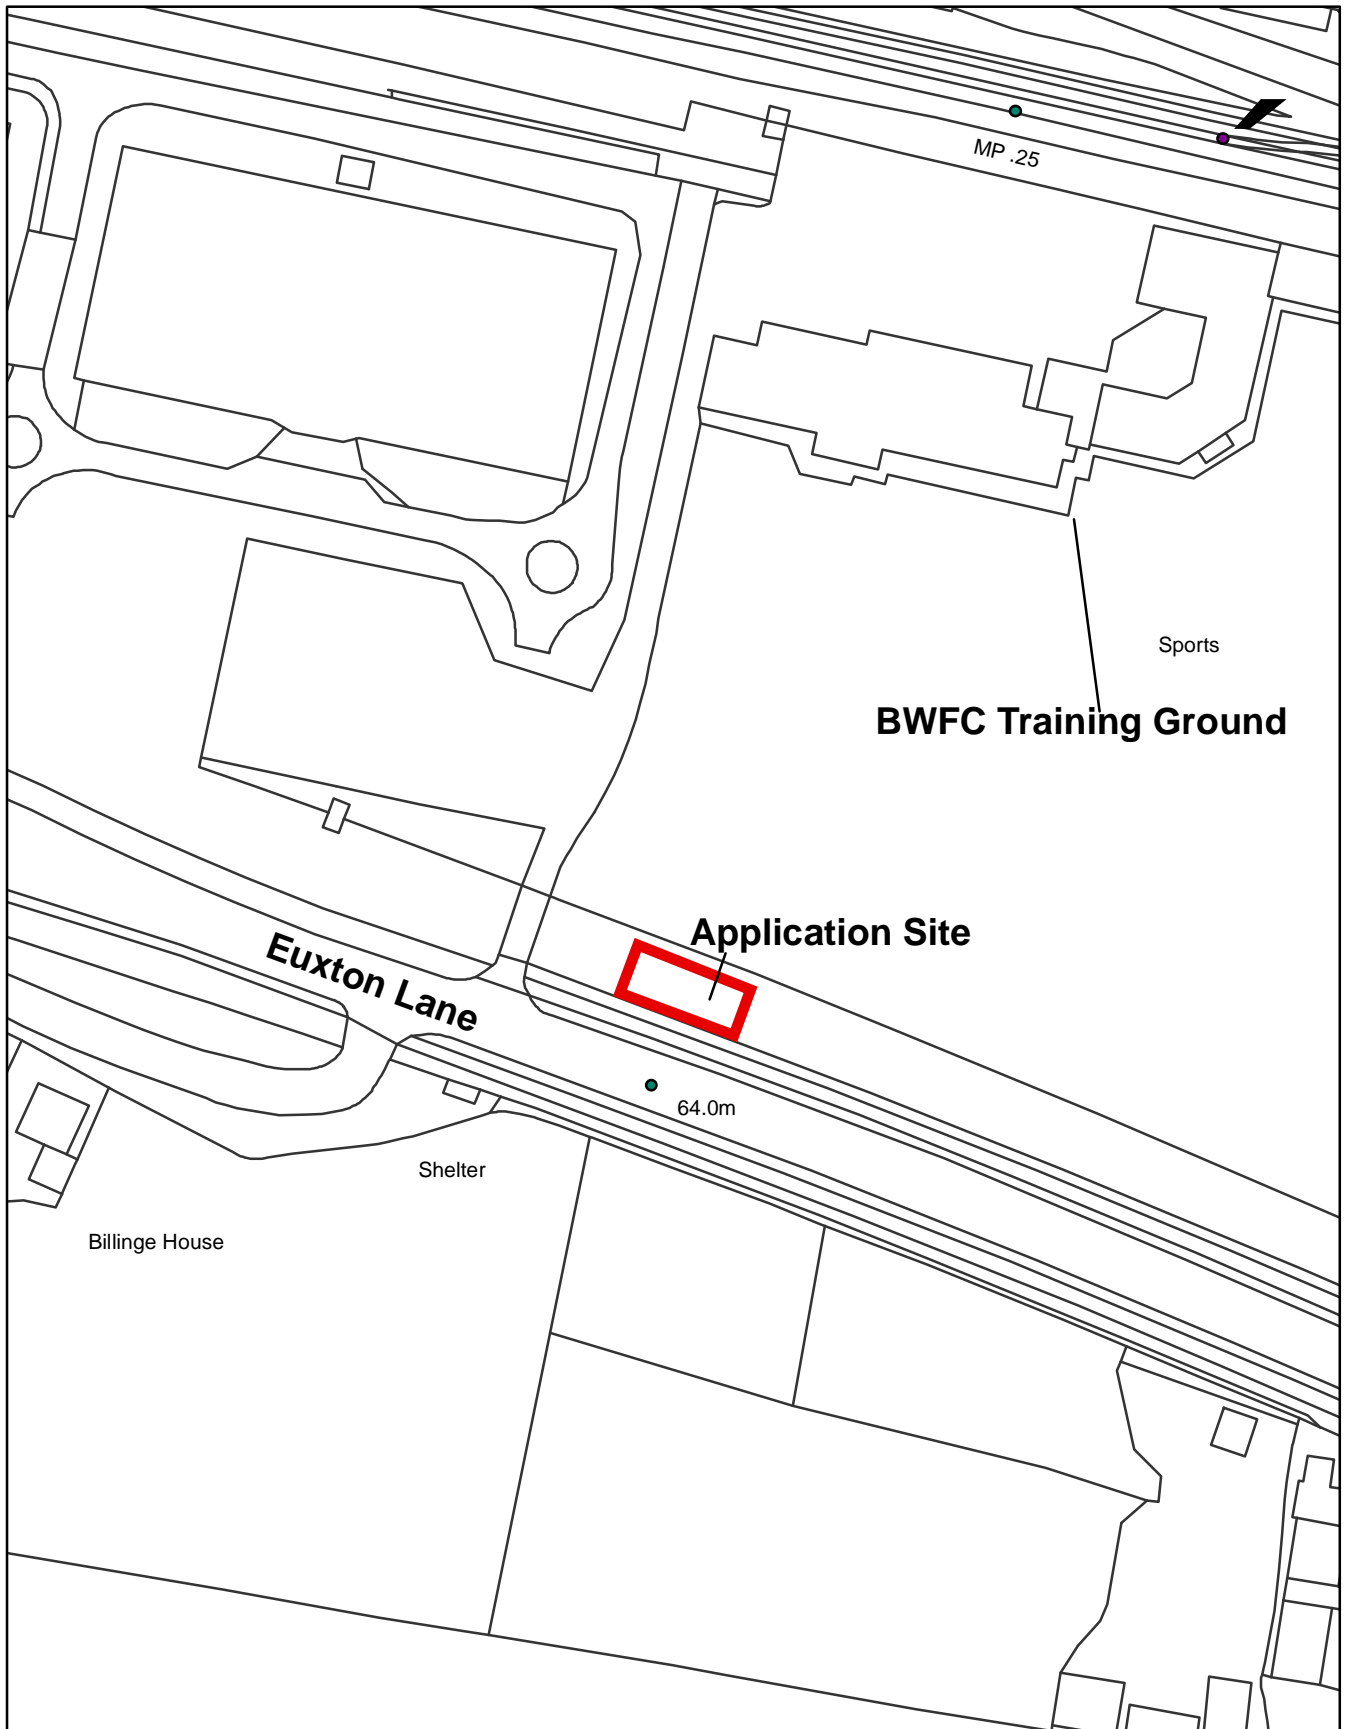 MP .25
Sports
BWFC Training Ground
Application Site
Euxton Lane
64.0m
Shelter
Billinge House